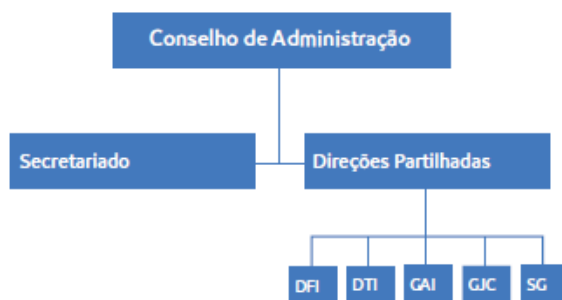 Conselho de Administração
Secretariado
Direções Partilhadas
DFI
DTI
GAI
GJC
SG